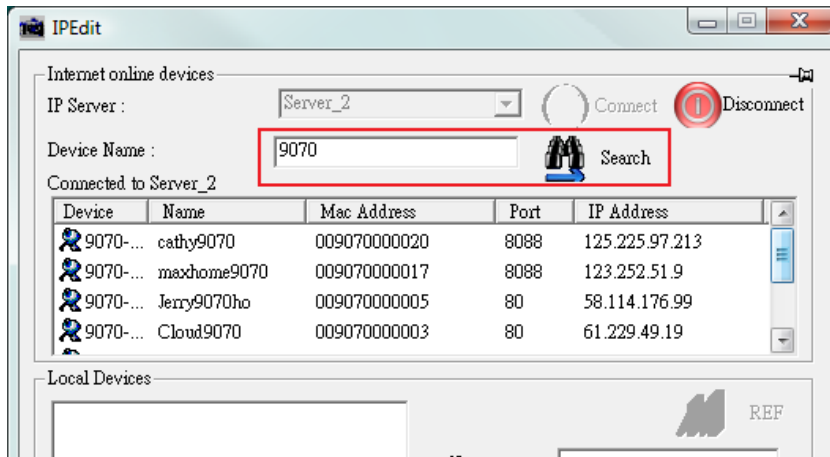 IPEdit
Internet online devices
IP Server : Server_2 Connect Disconnect
Device Name : 9070 Search
Connected to Server_2
Device Name Mac Address Port IP Address
9070-... cathy9070 009070000020 8088 125.225.97.213
9070-... maxhome9070 009070000017 8088 123.252.51.9
9070-... Jerry9070ho 009070000005 80 58.114.176.99
9070-... Cloud9070 009070000003 80 61.229.49.19
Local Devices
REF